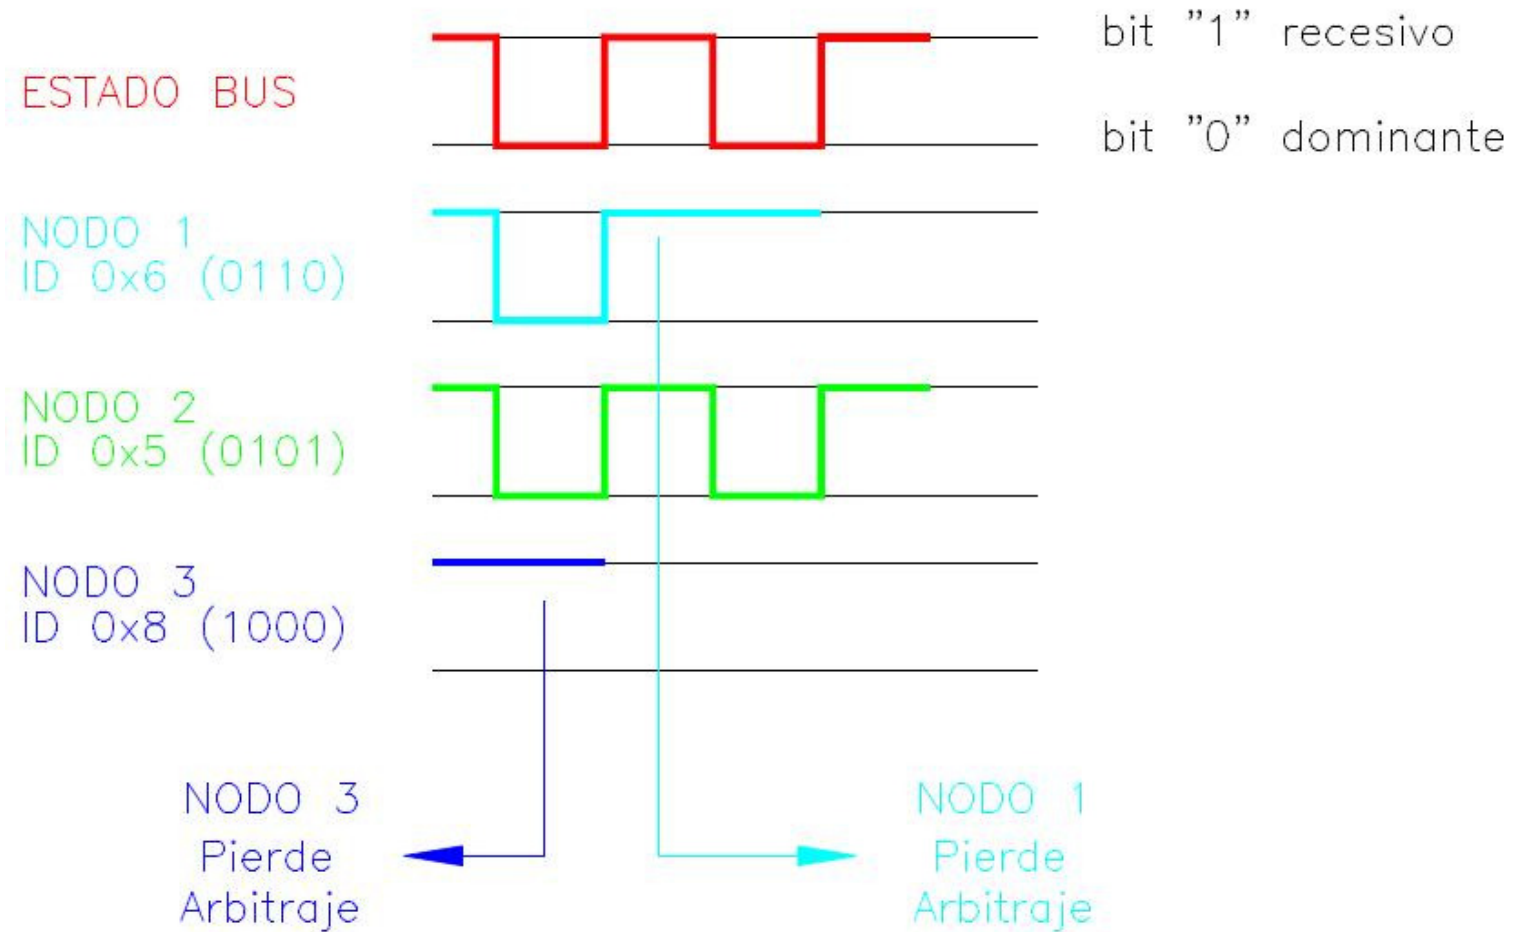 bit "1" recesivo
ESTADO BUS
bit "0" dominante
NODO 1
ID 0x6 (0110)
NODO 2
ID 0x5 (0101)
NODO 3
ID 0x8 (1000)
NODO 3
Pierde
Arbitraje
NODO 1
Pierde
Arbitraje